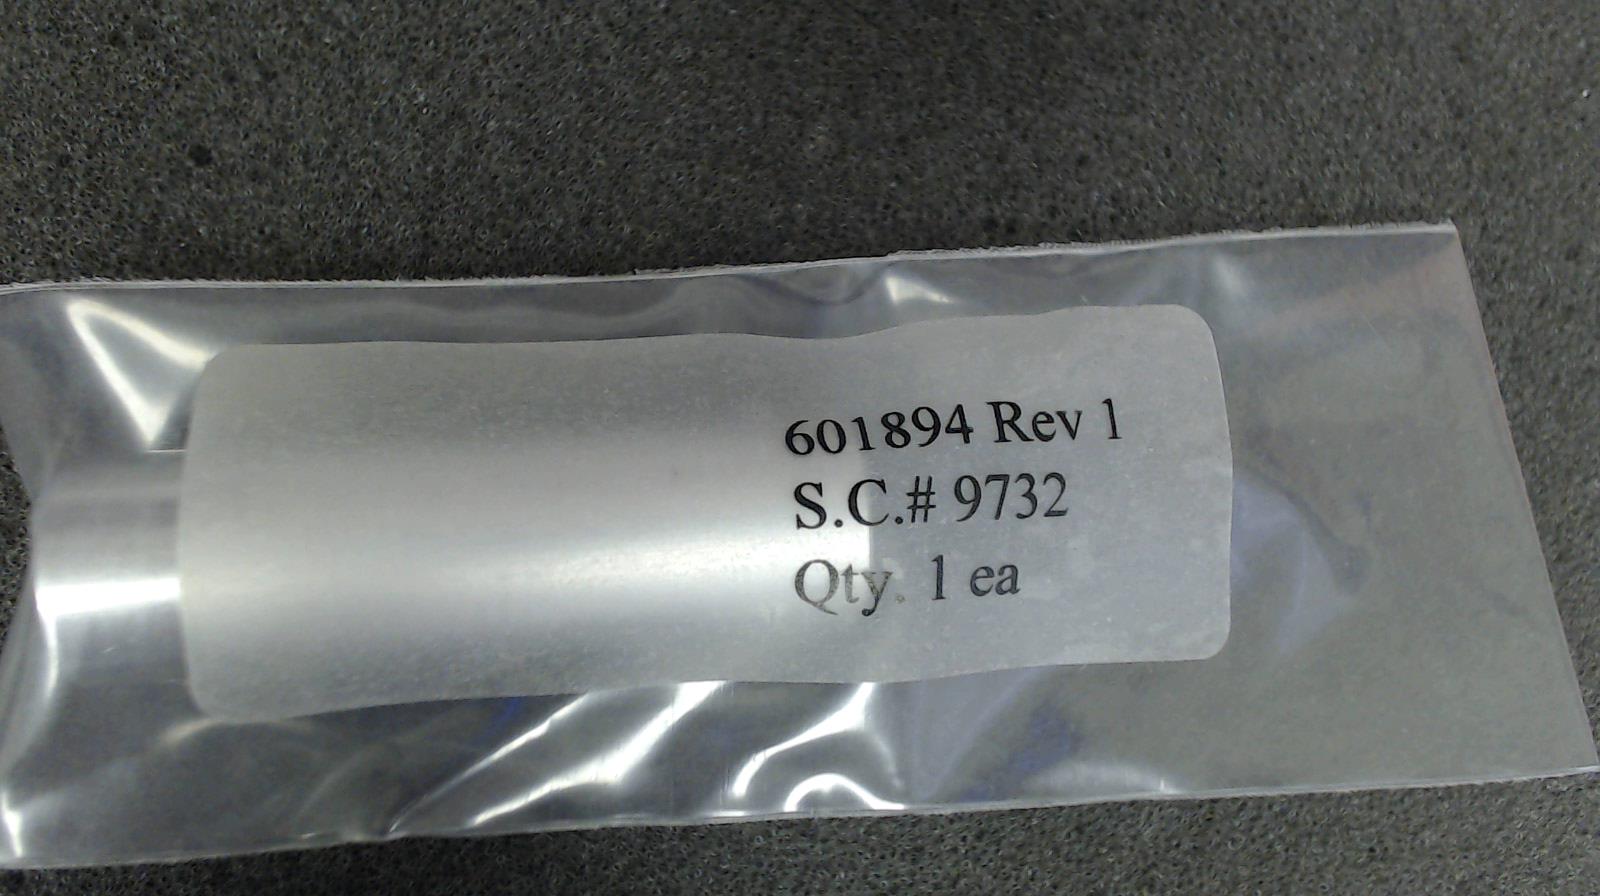 601894 Rev 1
S.C.# 9732
Qty. 1 ea